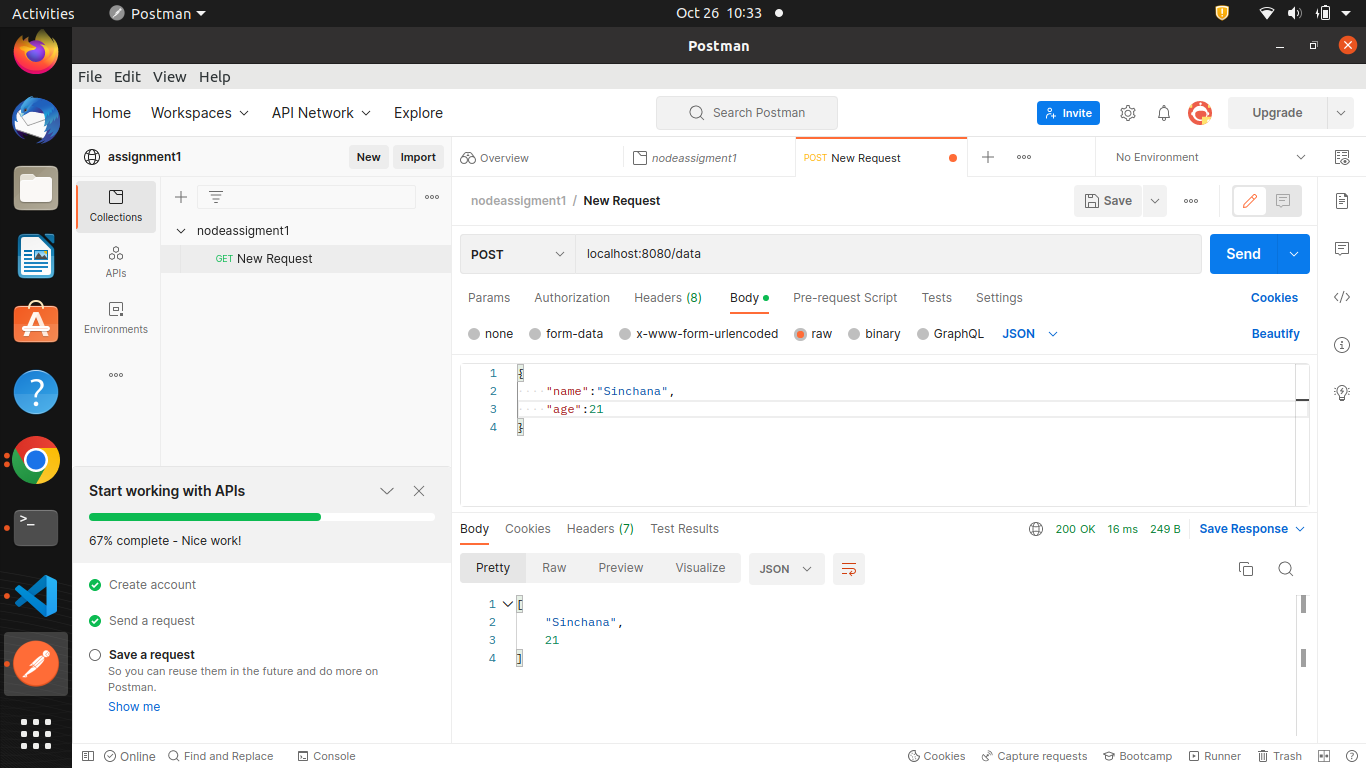 Activities Postman Oct 26 10:33
Postman
File Edit View Help
Home Workspaces API Network Explore Search Postman Invite Upgrade
assignment1 New Import Overview nodeassigment1 POST New Request No Environment
Collections
nodeassigment1 / New Request Save
nodeassigment1
APIs
GET New Request
POST localhost:8080/data Send
Environments
Params Authorization Headers (8) Body Pre-request Script Tests Settings Cookies
none form-data x-www-form-urlencoded raw binary GraphQL JSON Beautify
1 {
2 "name":"Sinchana",
3 "age":21
4 }
Start working with APIs
67% complete - Nice work!
Create account
Send a request
Save a request
So you can reuse them in the future and do more on
Postman.
Show me
Body Cookies Headers (7) Test Results 200 OK 16 ms 249 B Save Response
Pretty Raw Preview Visualize JSON
1 [
2 "Sinchana",
3 21
4 ]
Online Find and Replace Console Cookies Capture requests Bootcamp Runner Trash